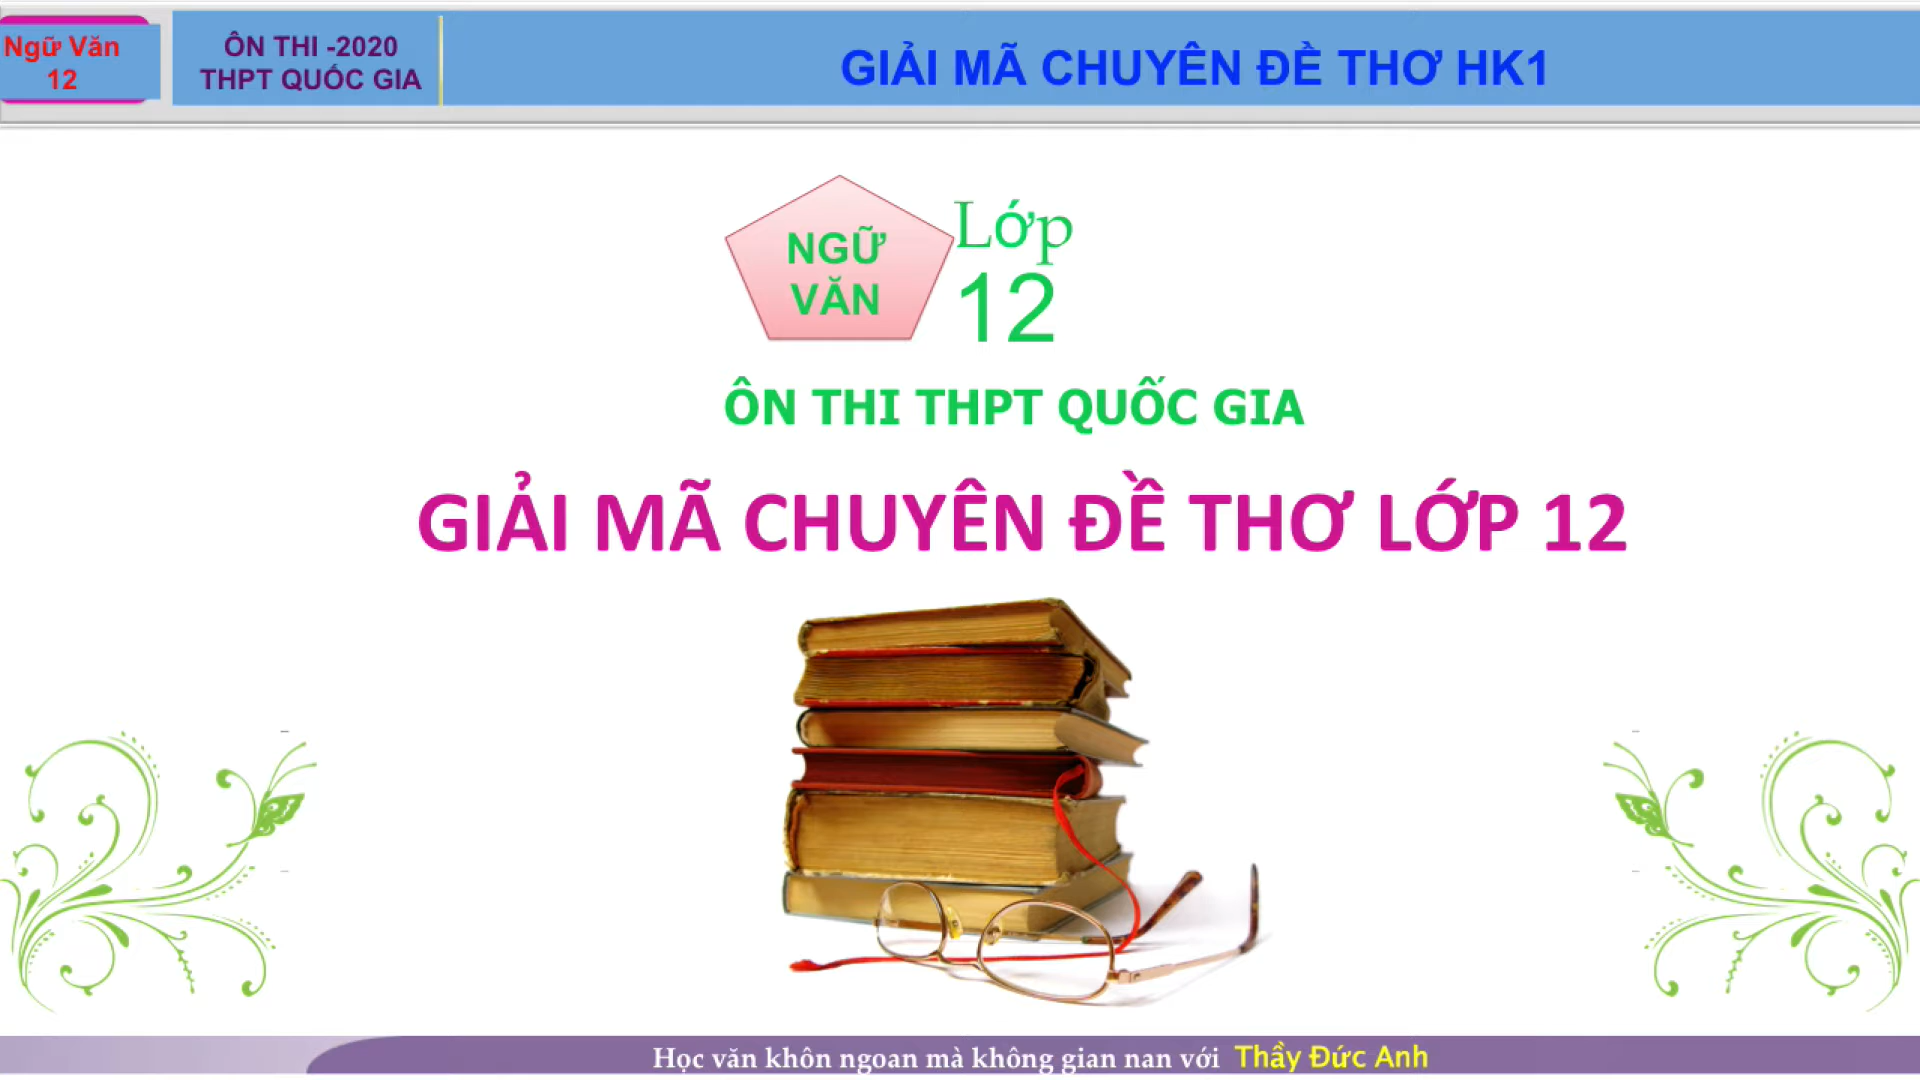 Ngữ Văn
12
ÔN THI -2020
THPT QUỐC GIA
GIẢI MÃ CHUYÊN ĐỀ THƠ HK1
NGỮ
VĂN
Lớp
12
ÔN THI THPT QUỐC GIA
GIẢI MÃ CHUYÊN ĐỀ THƠ LỚP 12
Học văn khôn ngoan mà không gian nan với Thầy Đức Anh